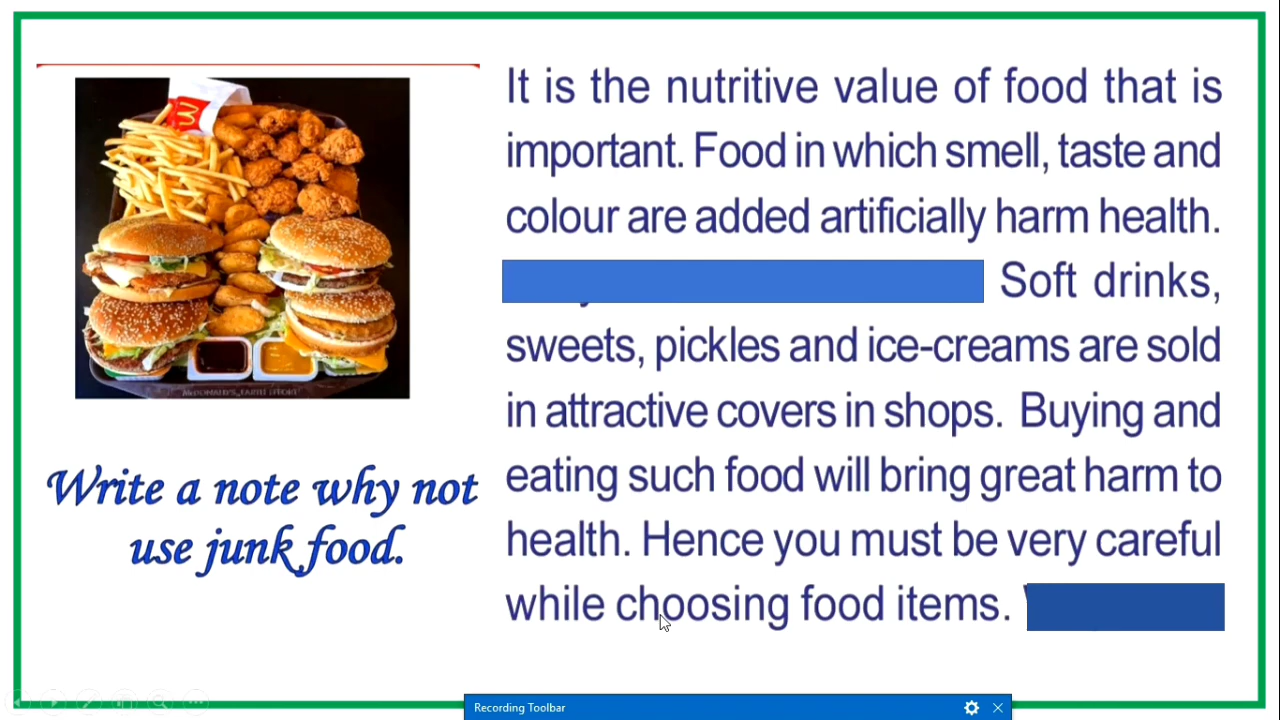 It is the nutritive value of food that is
important. Food in which smell, taste and
colour are added artificially harm health.
Soft drinks,
sweets, pickles and ice-creams are sold
in attractive covers in shops. Buying and
eating such food will bring great harm to
health. Hence you must be very careful
while choosing food items.
Write a note why not
use junk food.
Recording Toolbar